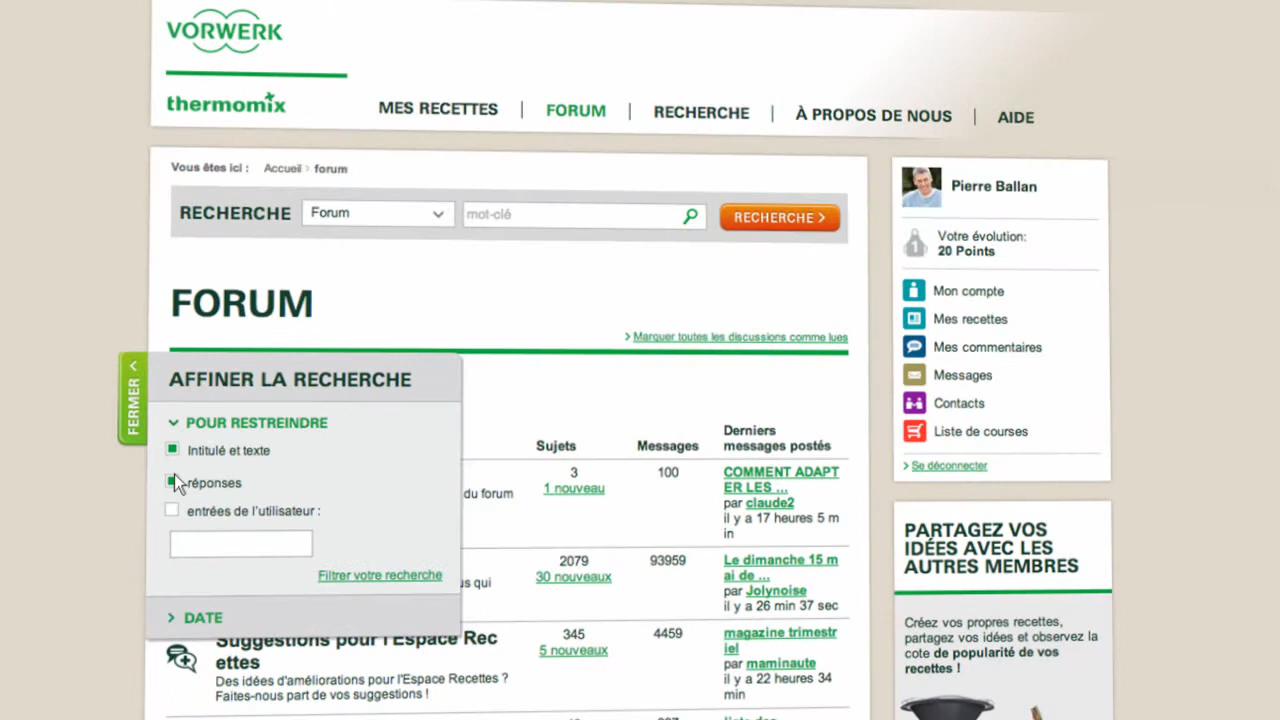 VORWERK
thermomix
MES RECETTES | FORUM | RECHERCHE | À PROPOS DE NOUS | AIDE
Vous êtes ici : Accueil > forum
RECHERCHE Forum mot-clé RECHERCHE >
FORUM
> Marquer toutes les discussions comme lues
FERMER
AFFINER LA RECHERCHE
POUR RESTREINDRE
Intitulé et texte
réponses
entrées de l'utilisateur :
Filtrer votre recherche
> DATE
Sujets Messages Derniers
messages postés
du forum
3
1 nouveau
100
COMMENT ADAPT
ER LES ...
par claude2
il y a 17 heures 5 m
in
us qui
2079
30 nouveaux
93959
Le dimanche 15 m
ai de ...
par Jolynoise
il y a 26 min 37 sec
Suggestions pour l'Espace Rec
ettes
Des idées d'améliorations pour l'Espace Recettes ?
Faites-nous part de vos suggestions !
345
5 nouveaux
4459
magazine trimestr
iel
par maminaute
il y a 22 heures 34
min
Pierre Ballan
1
Votre évolution:
20 Points
Mon compte
Mes recettes
Mes commentaires
Messages
Contacts
Liste de courses
> Se déconnecter
PARTAGEZ VOS
IDÉES AVEC LES
AUTRES MEMBRES
Créez vos propres recettes,
partagez vos idées et observez la
cote de popularité de vos
recettes !